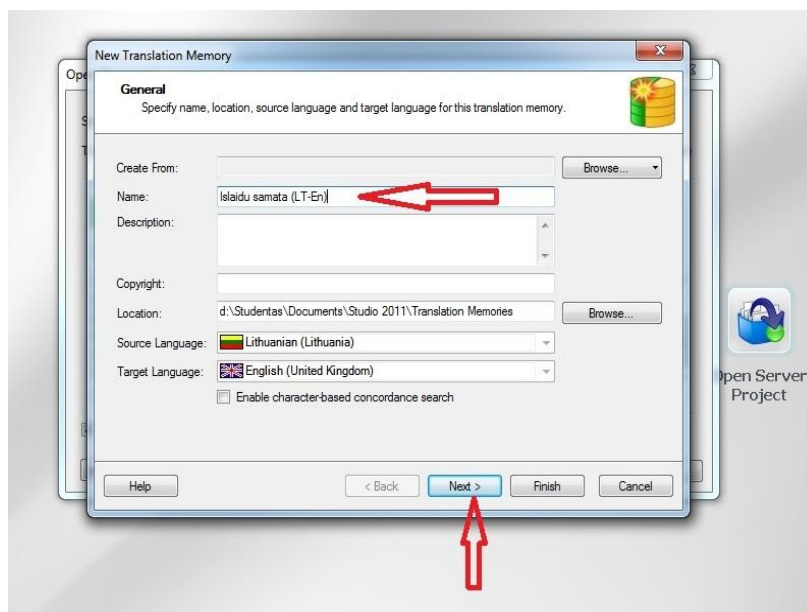 New Translation Memory
Ope
General
Specify name, location, source language and target language for this translation memory.
Create From:
Browse...
Name:
Islaidu samata (LT-En)
Description:
Copyright:
Location:
d:\Studentas\Documents\Studio 2011\Translation Memories
Browse...
Source Language:
Lithuanian (Lithuania)
Target Language:
English (United Kingdom)
Enable character-based concordance search
Help
< Back
Next >
Finish
Cancel
Open Server
Project